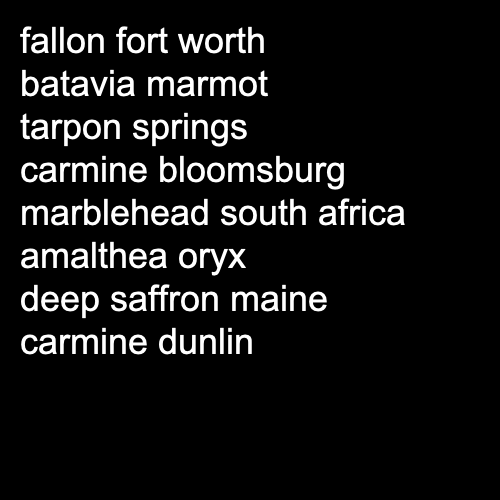 fallon fort worth
batavia marmot
tarpon springs
carmine bloomsburg
marblehead south africa
amalthea oryx
deep saffron maine
carmine dunlin